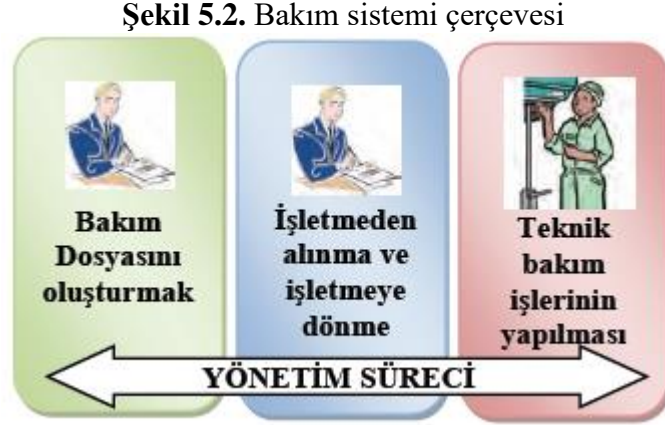 Şekil 5.2. Bakım sistemi çerçevesi
Bakım
Dosyasını
oluşturmak
İşletmeden
alınma ve
işletmeye
dönme
Teknik
bakım
işlerinin
yapılması
YÖNETİM SÜRECİ